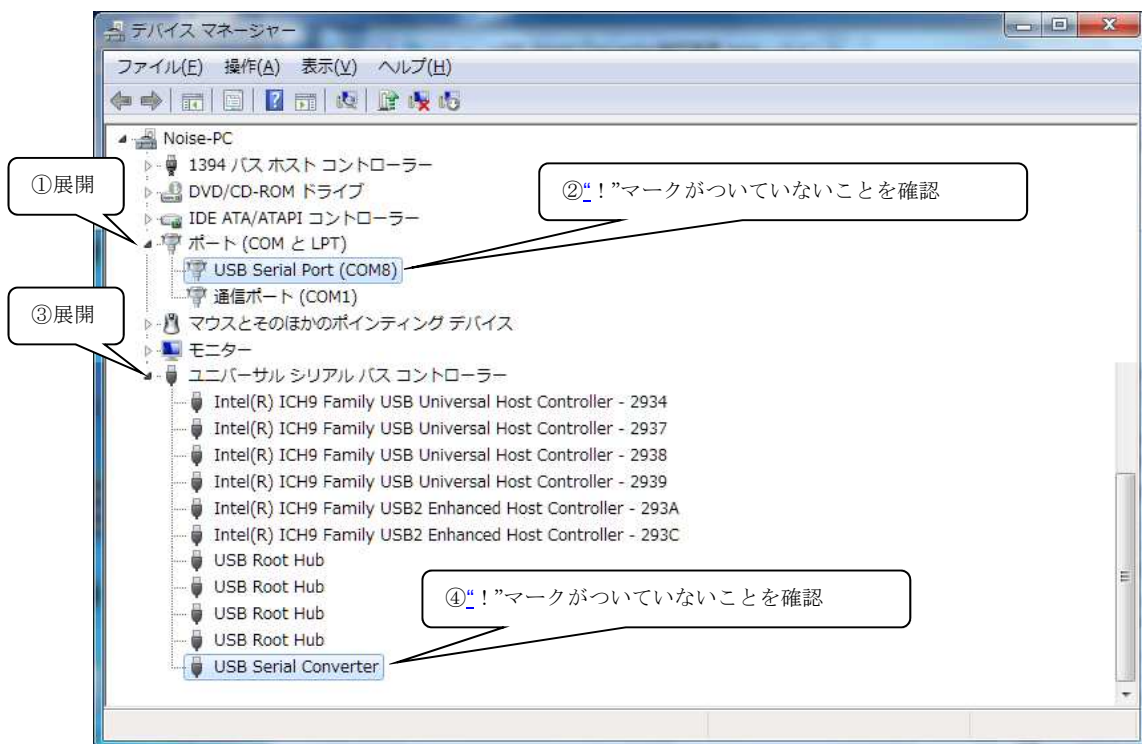 デバイス マネージャー
ファイル(F) 操作(A) 表示(V) ヘルプ(H)
Noise-PC
1394 バス ホスト コントローラー
①展開
DVD/CD-ROM ドライブ
②“！”マークがついていないことを確認
IDE ATA/ATAPI コントローラー
ポート (COM と LPT)
USB Serial Port (COM8)
通信ポート (COM1)
③展開
マウスとそのほかのポインティング デバイス
モニター
ユニバーサル シリアル バス コントローラー
Intel(R) ICH9 Family USB Universal Host Controller - 2934
Intel(R) ICH9 Family USB Universal Host Controller - 2937
Intel(R) ICH9 Family USB Universal Host Controller - 2938
Intel(R) ICH9 Family USB Universal Host Controller - 2939
Intel(R) ICH9 Family USB2 Enhanced Host Controller - 293A
Intel(R) ICH9 Family USB2 Enhanced Host Controller - 293C
USB Root Hub
USB Root Hub
④“！”マークがついていないことを確認
USB Root Hub
USB Root Hub
USB Serial Converter